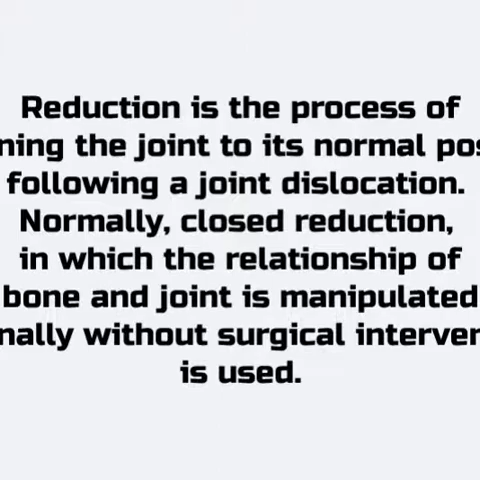 Reduction is the process of
ning the joint to its normal pos
following a joint dislocation.
Normally, closed reduction,
in which the relationship of
bone and joint is manipulated
nally without surgical interven
is used.